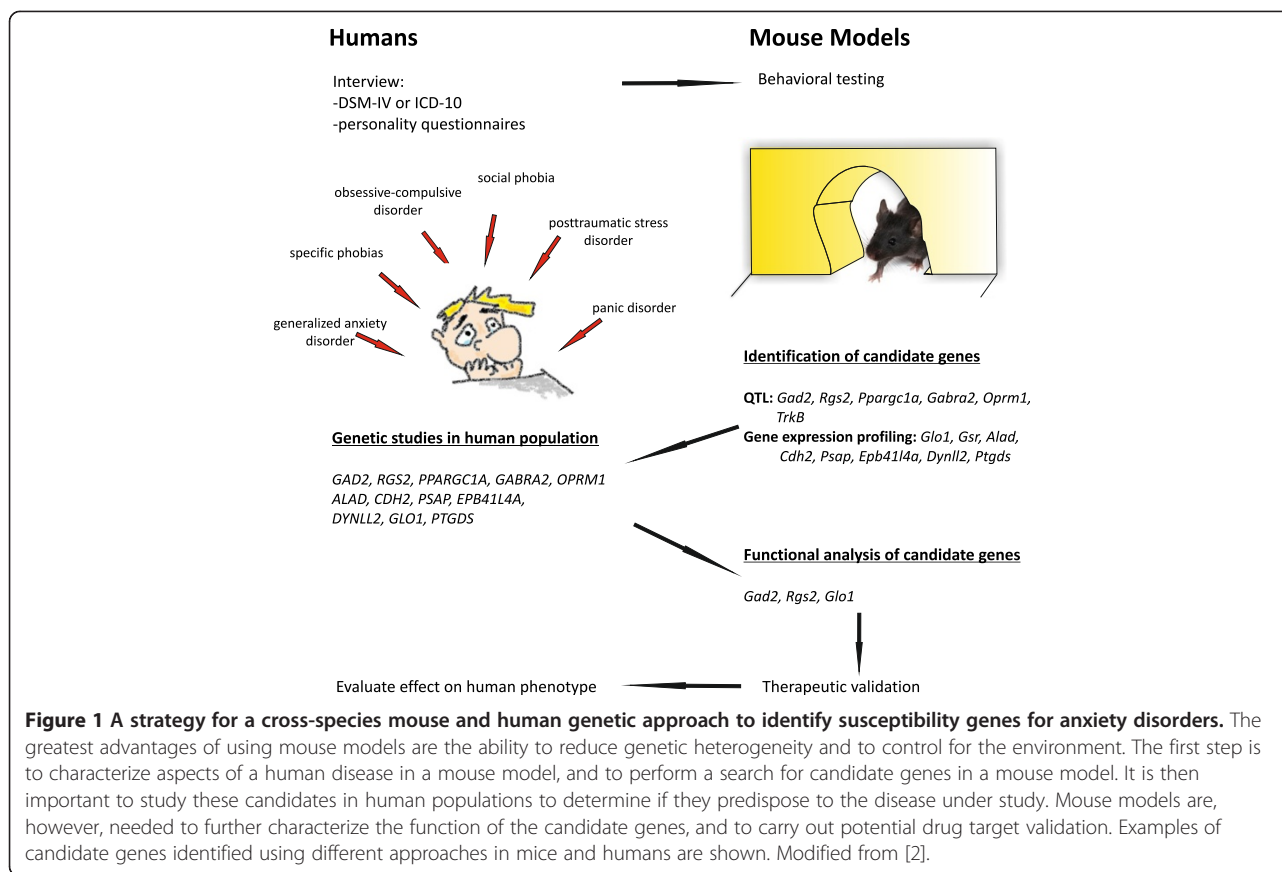 Humans
Mouse Models
Interview:
-DSM-IV or ICD-10
-personality questionnaires
Behavioral testing
social phobia
obsessive-compulsive
disorder
posttraumatic stress
disorder
specific phobias
panic disorder
generalized anxiety
disorder
Identification of candidate genes
QTL: Gad2, Rgs2, Ppargc1a, Gabra2, Oprm1,
TrkB
Gene expression profiling: Glo1, Gsr, Alad,
Cdh2, Psap, Epb41l4a, Dynll2, Ptgds
Genetic studies in human population
GAD2, RGS2, PPARGC1A, GABRA2, OPRM1
ALAD, CDH2, PSAP, EPB41L4A,
DYNLL2, GLO1, PTGDS
Functional analysis of candidate genes
Gad2, Rgs2, Glo1
Evaluate effect on human phenotype
Therapeutic validation
Figure 1 A strategy for a cross-species mouse and human genetic approach to identify susceptibility genes for anxiety disorders. The
greatest advantages of using mouse models are the ability to reduce genetic heterogeneity and to control for the environment. The first step is
to characterize aspects of a human disease in a mouse model, and to perform a search for candidate genes in a mouse model. It is then
important to study these candidates in human populations to determine if they predispose to the disease under study. Mouse models are,
however, needed to further characterize the function of the candidate genes, and to carry out potential drug target validation. Examples of
candidate genes identified using different approaches in mice and humans are shown. Modified from [2].